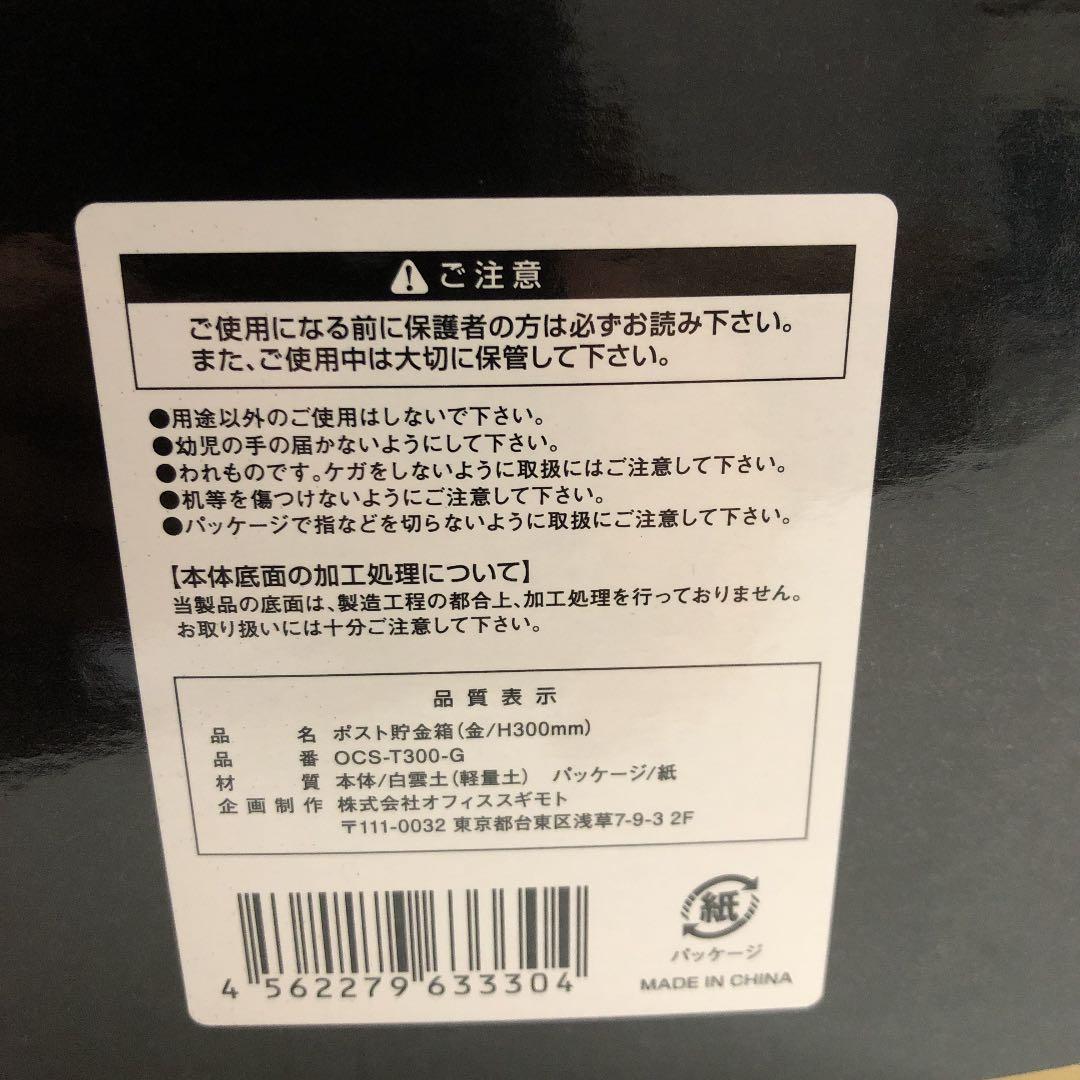 ご注意
ご使用になる前に保護者の方は必ずお読み下さい。
また、ご使用中は大切に保管して下さい。
●用途以外のご使用はしないで下さい。
●幼児の手の届かないようにして下さい。
●われものです。ケガをしないように取扱にはご注意して下さい。
●机等を傷つけないようにご注意して下さい。
●パッケージで指などを切らないように取扱にご注意して下さい。
【本体底面の加工処理について】
当製品の底面は、製造工程の都合上、加工処理を行っておりません。
お取り扱いには十分ご注意して下さい。
品質表示
品名 ポスト貯金箱(金/H300mm)
品番 OCS-T300-G
材質 本体/白雲土(軽量土) パッケージ/紙
企画制作 株式会社オフィススギモト
〒111-0032 東京都台東区浅草7-9-3 2F
紙
パッケージ
4 562279 633304
MADE IN CHINA